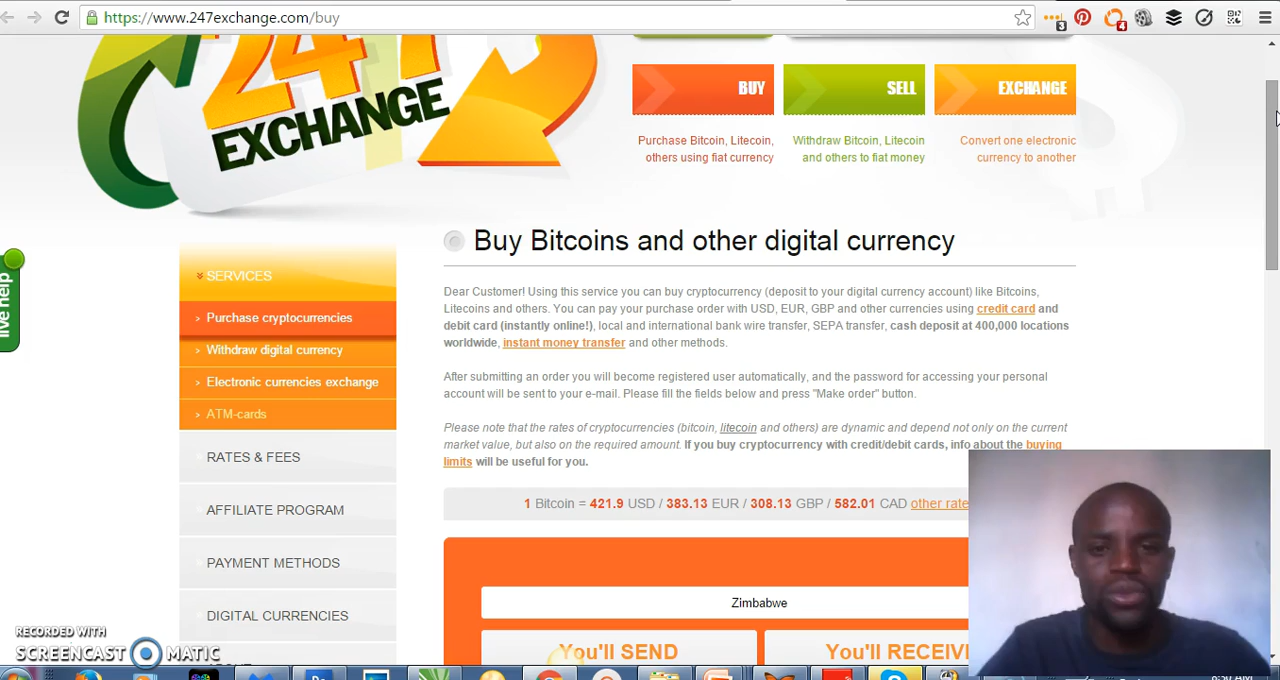 https://www.247exchange.com/buy
3
4
247
EXCHANGE
BUY
SELL
EXCHANGE
Purchase Bitcoin, Litecoin,
others using fiat currency
Withdraw Bitcoin, Litecoin
and others to fiat money
Convert one electronic
currency to another
live help
SERVICES
Purchase cryptocurrencies
Withdraw digital currency
Electronic currencies exchange
ATM-cards
RATES & FEES
AFFILIATE PROGRAM
PAYMENT METHODS
DIGITAL CURRENCIES
Buy Bitcoins and other digital currency
Dear Customer! Using this service you can buy cryptocurrency (deposit to your digital currency account) like Bitcoins,
Litecoins and others. You can pay your purchase order with USD, EUR, GBP and other currencies using credit card and
debit card (instantly online!), local and international bank wire transfer, SEPA transfer, cash deposit at 400,000 locations
worldwide, instant money transfer and other methods.
After submitting an order you will become registered user automatically, and the password for accessing your personal
account will be sent to your e-mail. Please fill the fields below and press "Make order" button.
Please note that the rates of cryptocurrencies (bitcoin, litecoin and others) are dynamic and depend not only on the current
market value, but also on the required amount. If you buy cryptocurrency with credit/debit cards, info about the buying
limits will be useful for you.
1 Bitcoin = 421.9 USD / 383.13 EUR / 308.13 GBP / 582.01 CAD other rate
Zimbabwe
You'll SEND
You'll RECEIV
RECORDED WITH
SCREENCAST MATIC